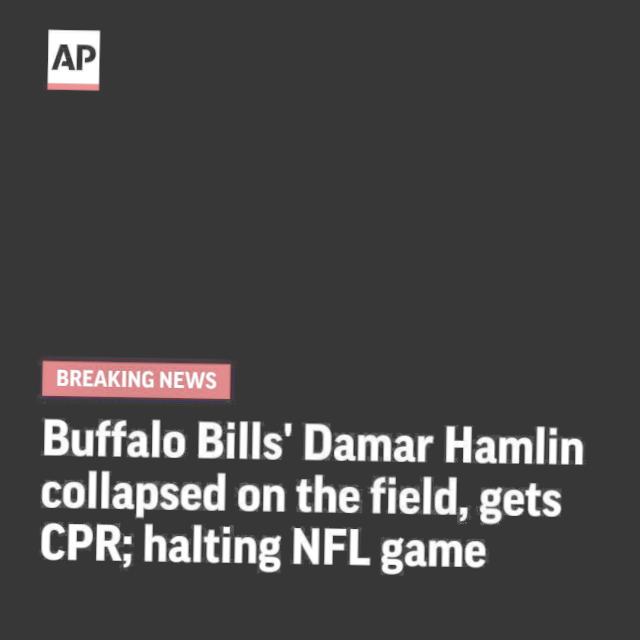 AP
BREAKING NEWS
Buffalo Bills' Damar Hamlin
collapsed on the field, gets
CPR; halting NFL game